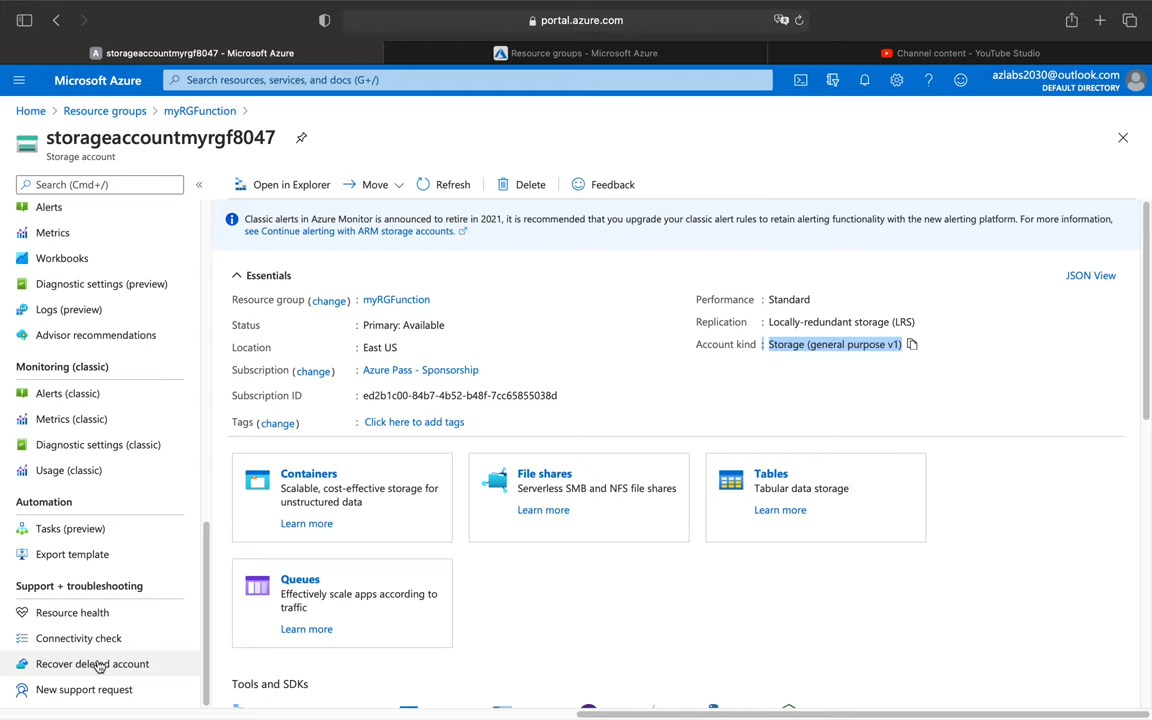 portal.azure.com
storageaccountmyrgf8047 - Microsoft Azure
Resource groups - Microsoft Azure
Channel content - YouTube Studio
Microsoft Azure
Search resources, services, and docs (G+/)
azlabs2030@outlook.com
DEFAULT DIRECTORY
Home > Resource groups > myRGFunction >
storageaccountmyrgf8047
Storage account
Search (Cmd+/)
«
Open in Explorer
Move
Refresh
Delete
Feedback
Alerts
Metrics
Workbooks
Diagnostic settings (preview)
Logs (preview)
Advisor recommendations
Monitoring (classic)
Alerts (classic)
Metrics (classic)
Diagnostic settings (classic)
Usage (classic)
Automation
Tasks (preview)
Export template
Support + troubleshooting
Resource health
Connectivity check
Recover deleted account
New support request
Classic alerts in Azure Monitor is announced to retire in 2021, it is recommended that you upgrade your classic alert rules to retain alerting functionality with the new alerting platform. For more information,
see Continue alerting with ARM storage accounts.
Essentials
JSON View
Resource group (change) : myRGFunction
Status : Primary: Available
Location : East US
Subscription (change) : Azure Pass - Sponsorship
Subscription ID : ed2b1c00-84b7-4b52-b48f-7cc65855038d
Tags (change) : Click here to add tags
Performance : Standard
Replication : Locally-redundant storage (LRS)
Account kind : Storage (general purpose v1)
Containers
Scalable, cost-effective storage for
unstructured data
Learn more
File shares
Serverless SMB and NFS file shares
Learn more
Tables
Tabular data storage
Learn more
Queues
Effectively scale apps according to
traffic
Learn more
Tools and SDKs